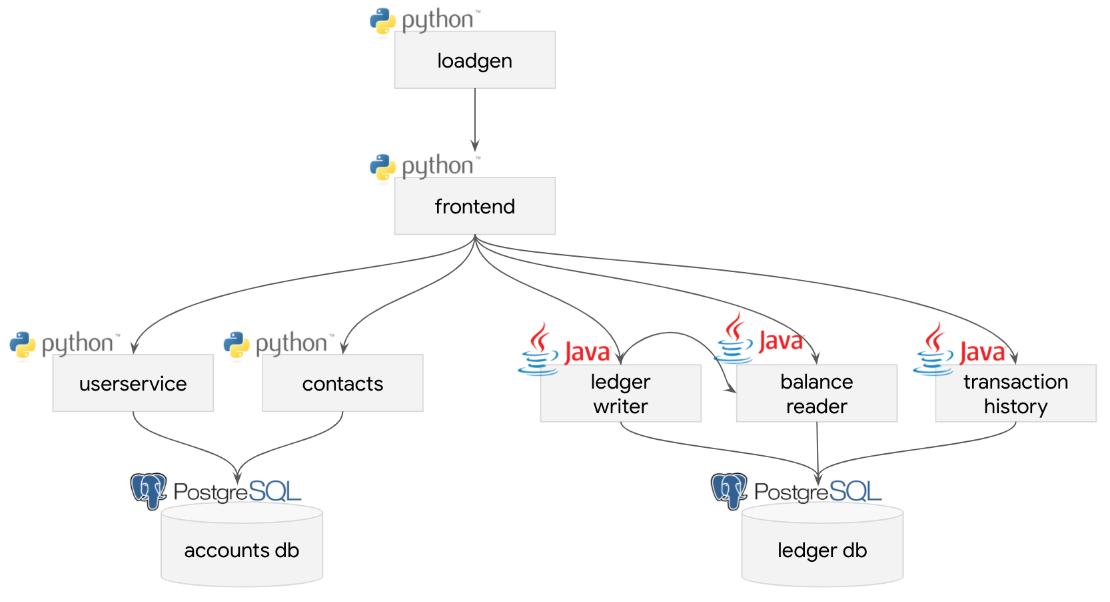 python™
loadgen
python™
frontend
python™
python™
Java
Java
Java
userservice
contacts
ledger
writer
balance
reader
transaction
history
PostgreSQL
PostgreSQL
accounts db
ledger db